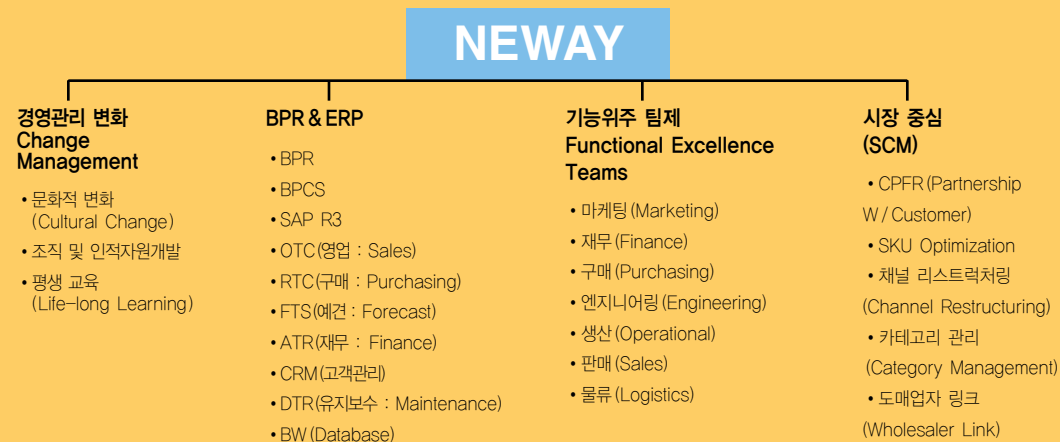 NEWAY
경영관리 변화
Change
Management
• 문화적 변화
(Cultural Change)
• 조직 및 인적자원개발
• 평생 교육
(Life-long Learning)
BPR & ERP
• BPR
• BPCS
• SAP R3
• OTC(영업 : Sales)
• RTC(구매 : Purchasing)
• FTS(예견 : Forecast)
• ATR(재무 : Finance)
• CRM(고객관리)
• DTR(유지보수 : Maintenance)
• BW(Database)
기능위주 팀제
Functional Excellence
Teams
• 마케팅(Marketing)
• 재무(Finance)
• 구매(Purchasing)
• 엔지니어링(Engineering)
• 생산(Operational)
• 판매(Sales)
• 물류(Logistics)
시장 중심
(SCM)
• CPFR(Partnership
W / Customer)
• SKU Optimization
• 채널 리스트럭처링
(Channel Restructuring)
• 카테고리 관리
(Category Management)
• 도매업자 링크
(Wholesaler Link)